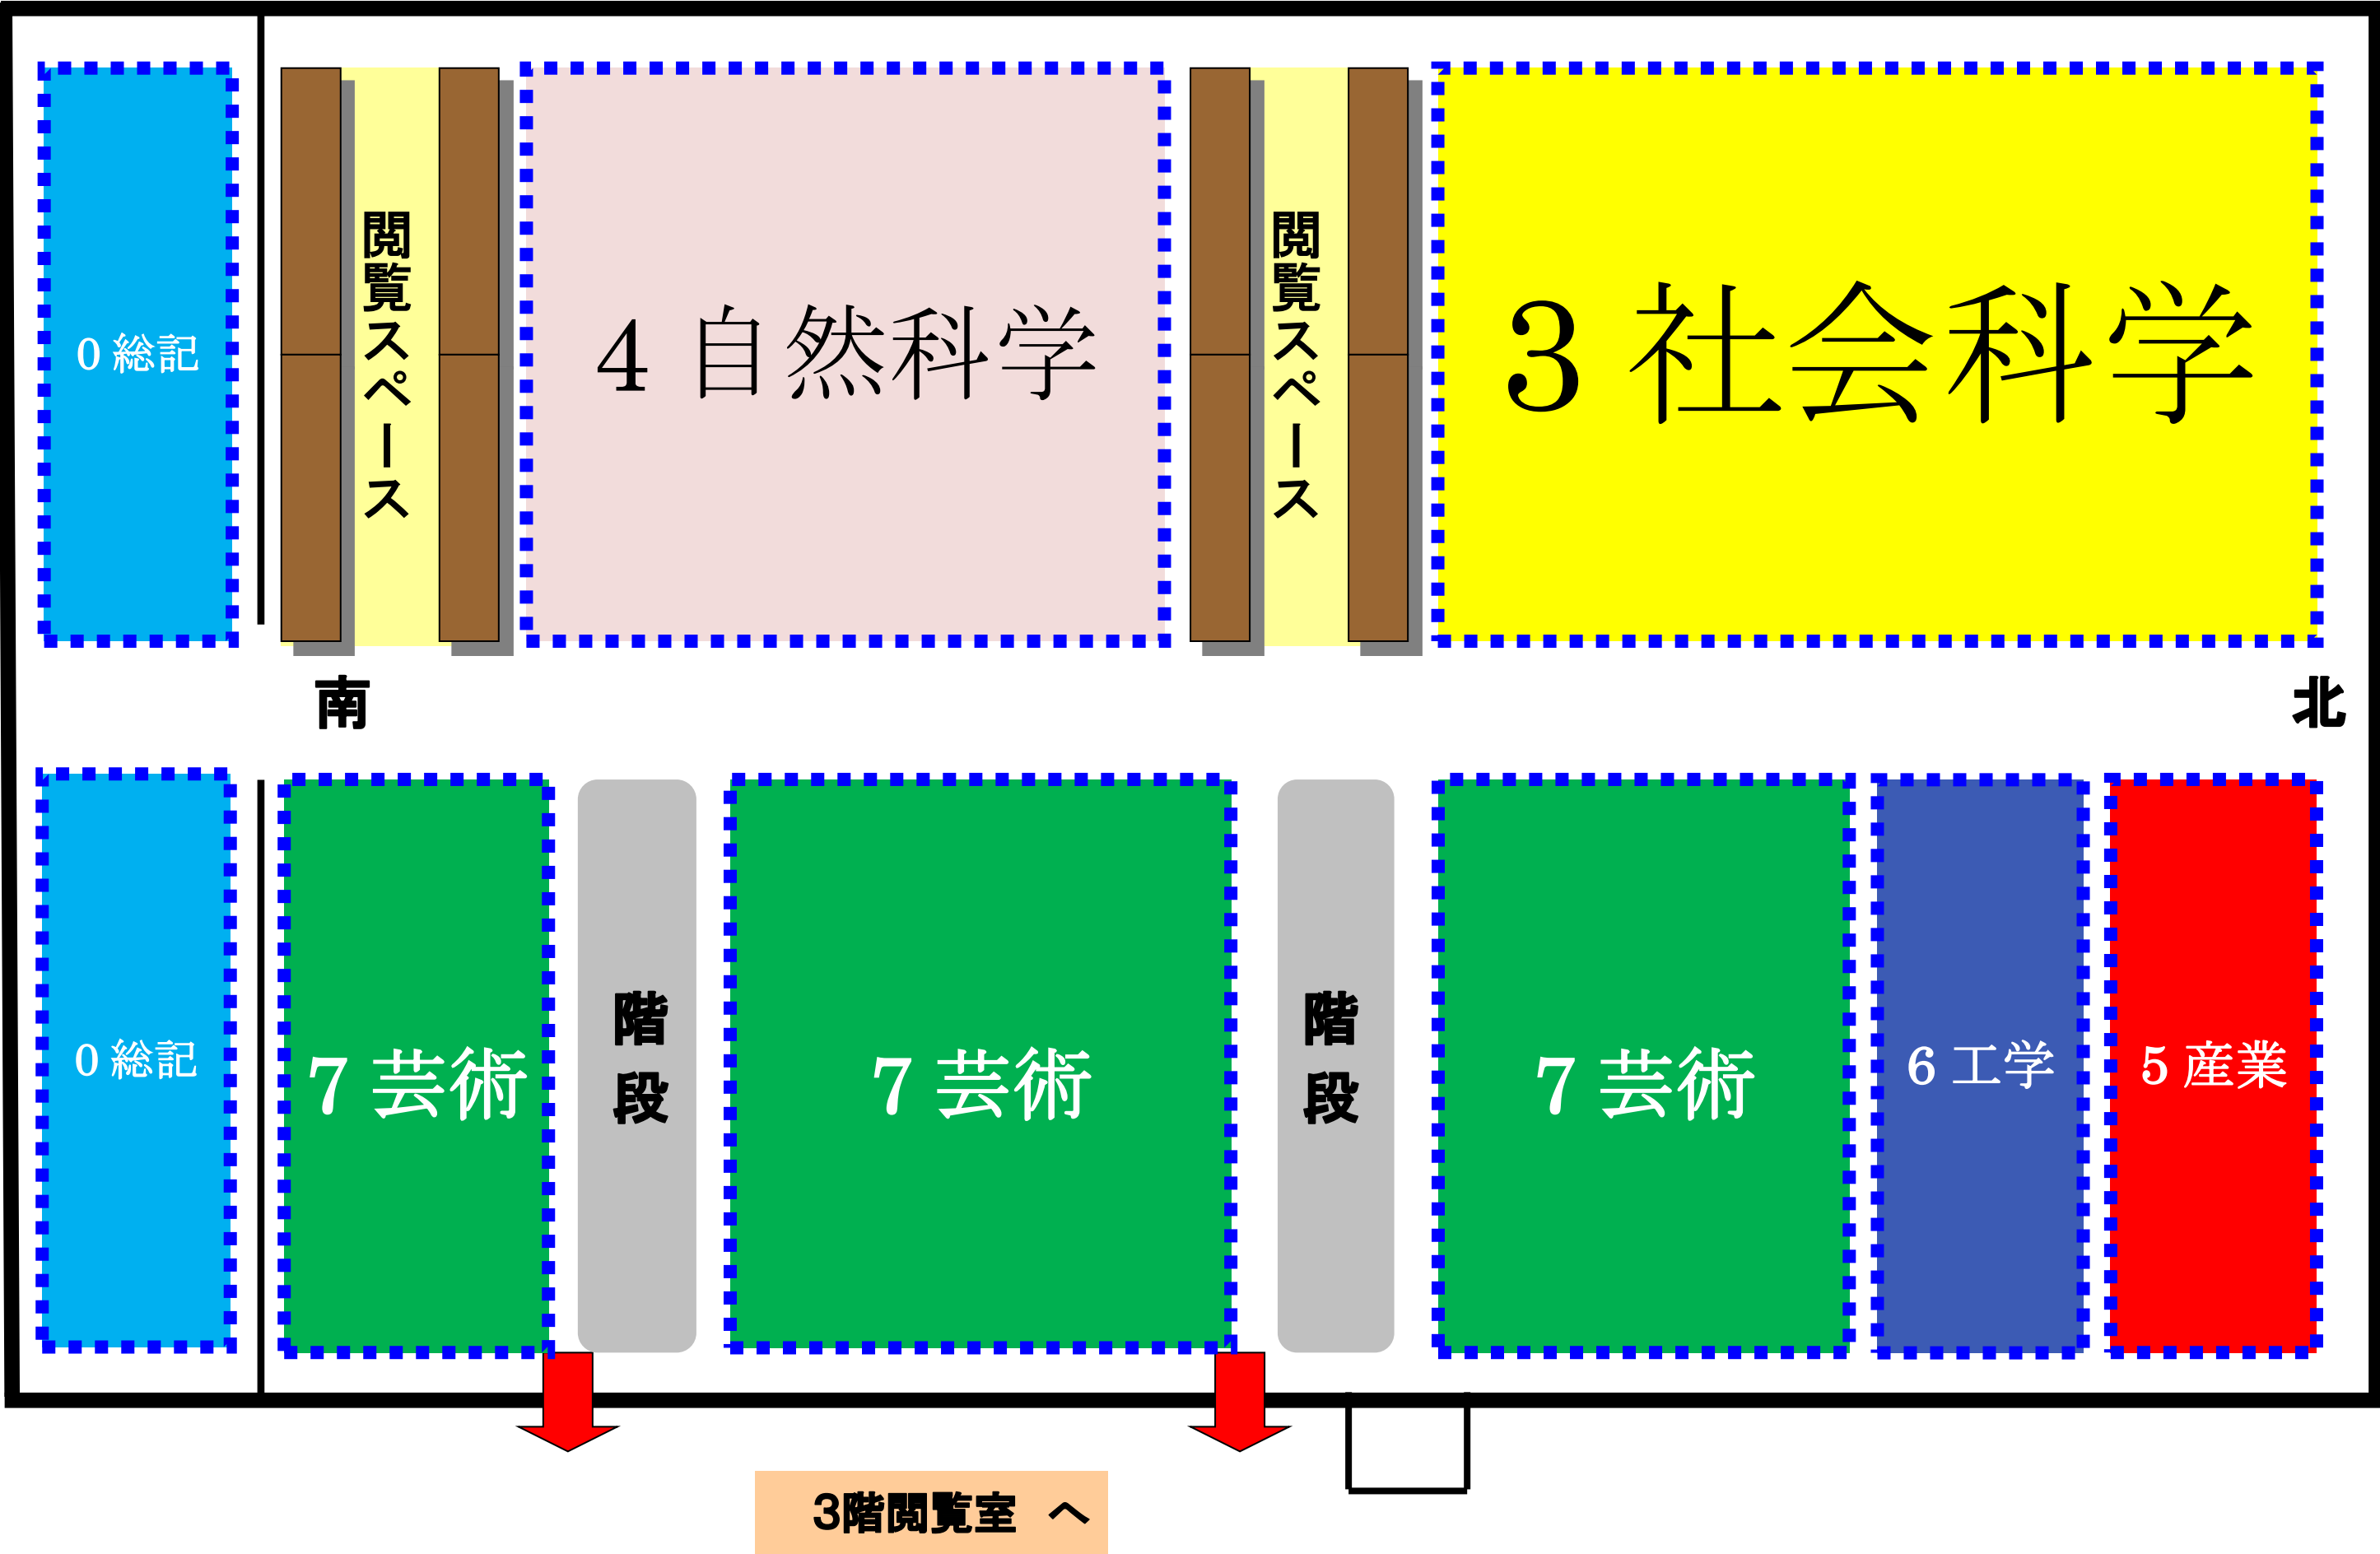 0 総記
閲覧スペース
4 自然科学
閲覧スペース
3 社会科学
南
北
0 総記
7 芸術
階段
7 芸術
階段
7 芸術
6 工学
5 産業
3階閲覧室 へ